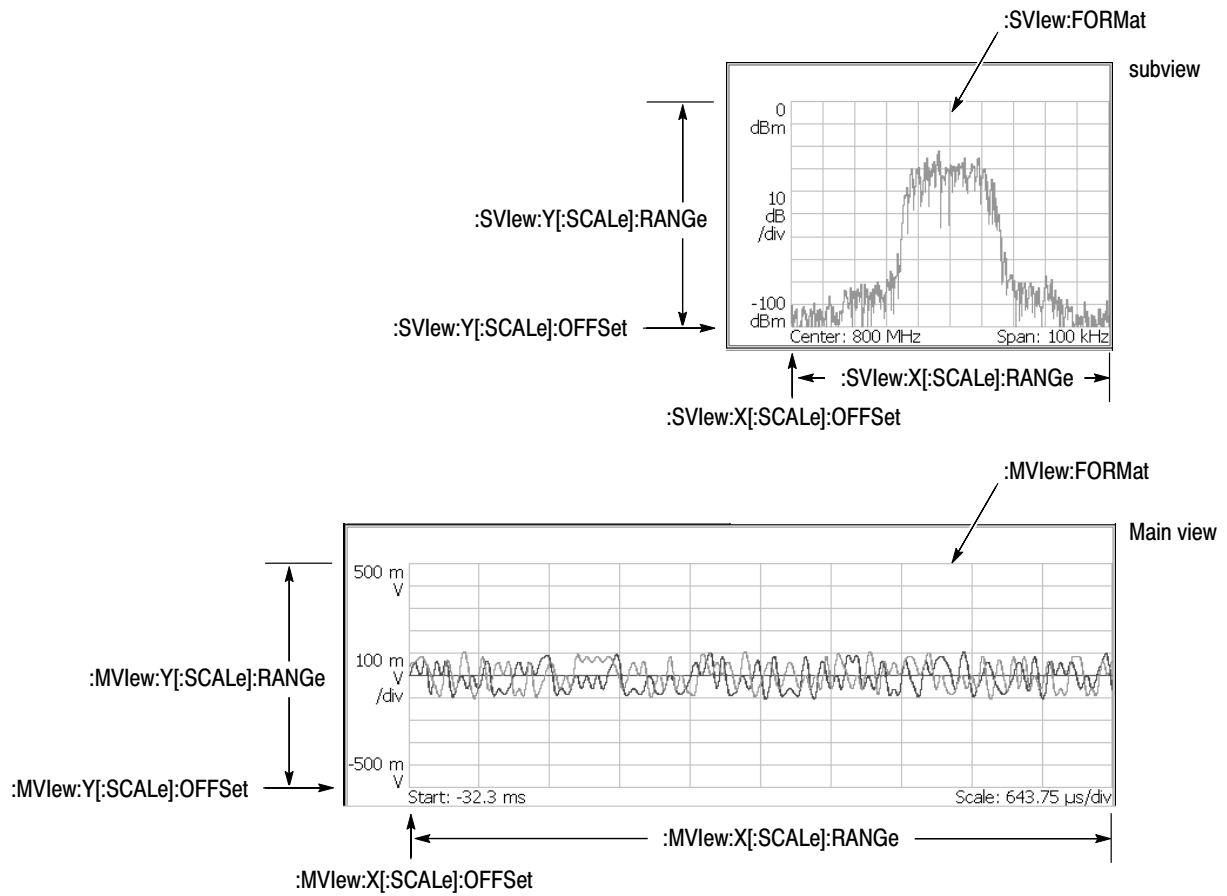 :SVIew:FORMat
subview
0
dBm
10
dB
/div
-100
dBm
Center: 800 MHz Span: 100 kHz
:SVIew:Y[:SCALe]:RANGe
:SVIew:Y[:SCALe]:OFFSet
:SVIew:X[:SCALe]:RANGe
:SVIew:X[:SCALe]:OFFSet
:MVIew:FORMat
Main view
500 m
V
100 m
V
/div
-500 m
V
Start: -32.3 ms Scale: 643.75 µs/div
:MVIew:Y[:SCALe]:RANGe
:MVIew:Y[:SCALe]:OFFSet
:MVIew:X[:SCALe]:RANGe
:MVIew:X[:SCALe]:OFFSet